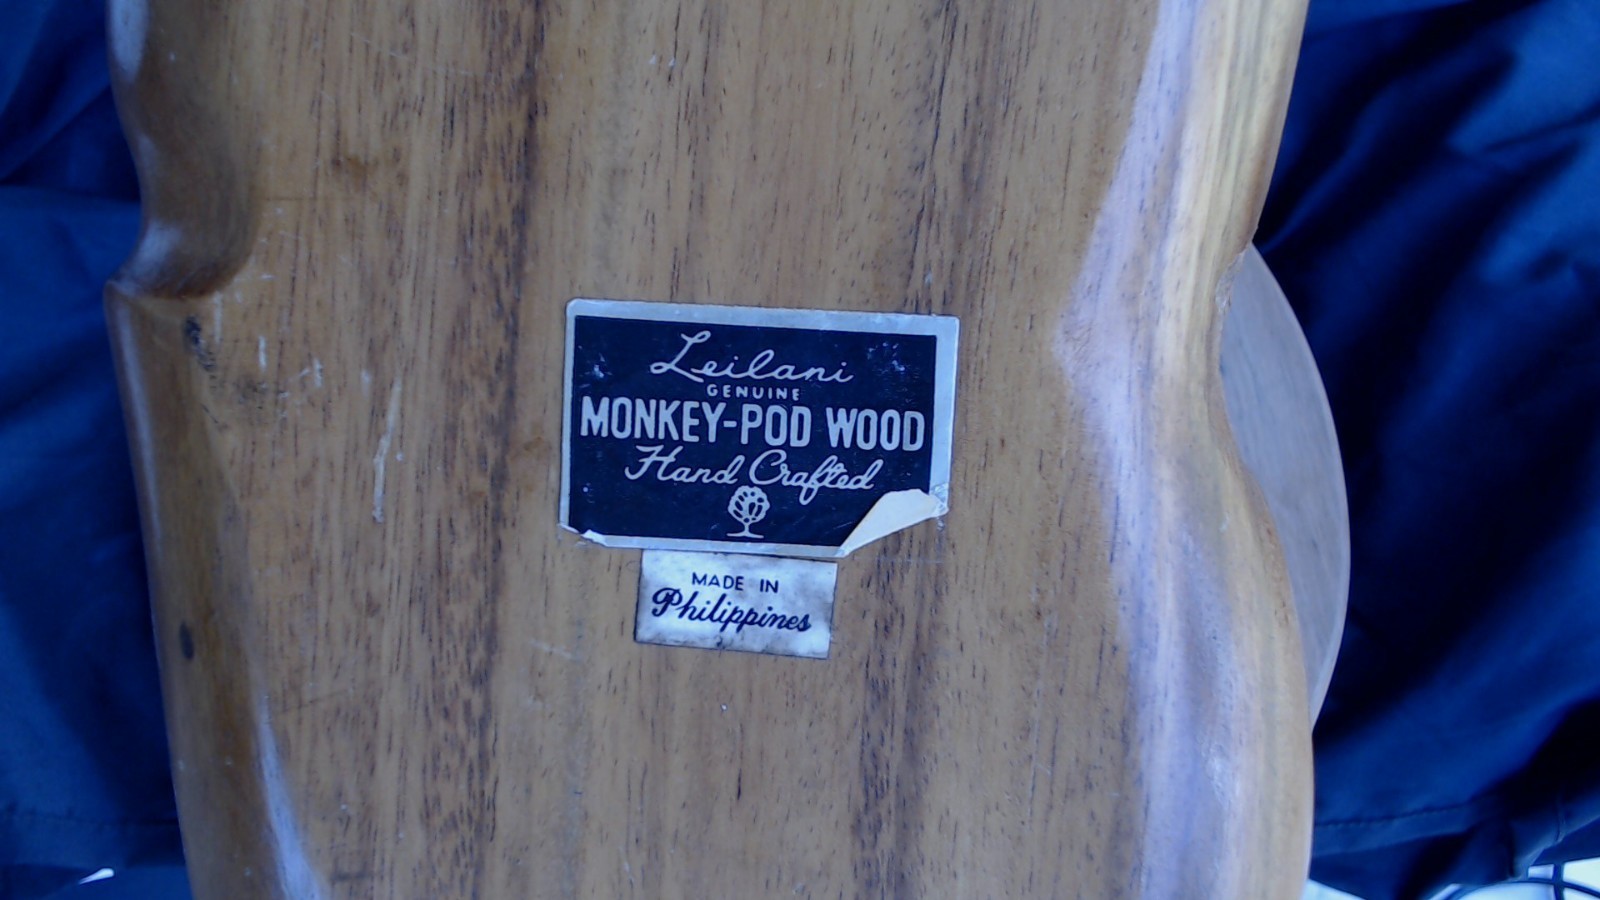 Leilani
GENUINE
MONKEY-POD WOOD
Hand Crafted
MADE IN
Philippines